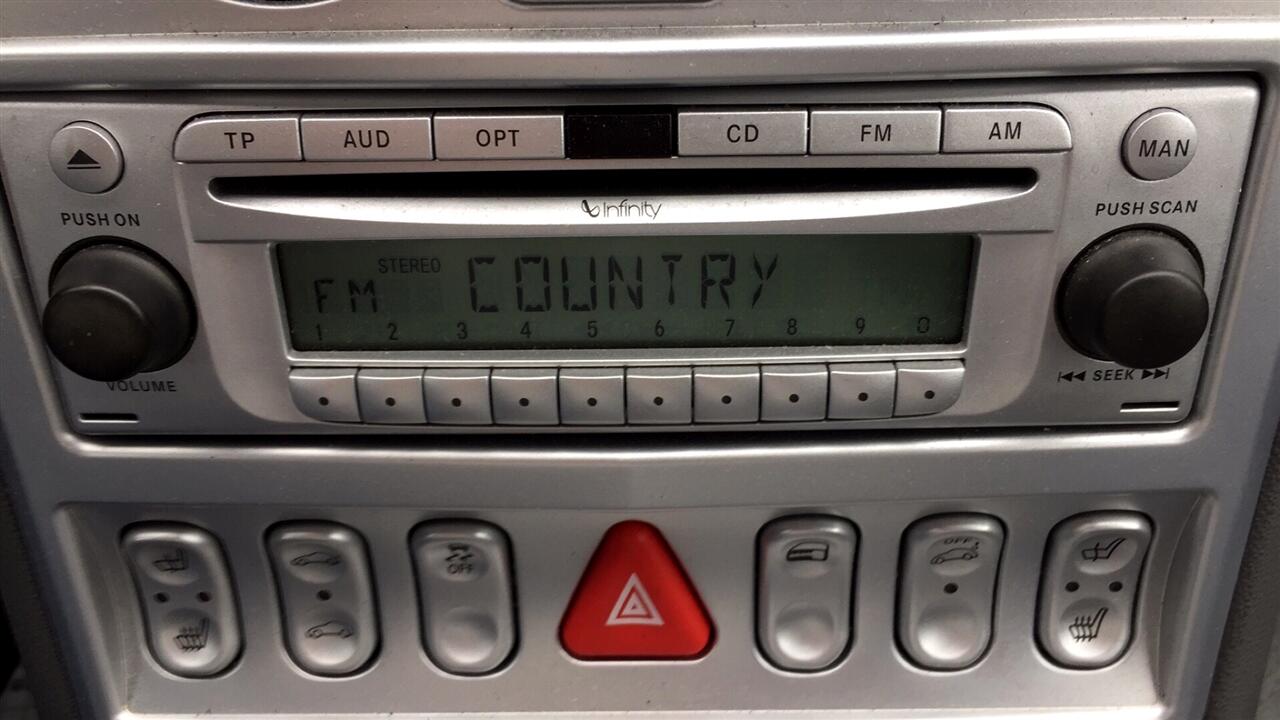 TP AUD OPT CD FM AM MAN
PUSH ON
Infinity
PUSH SCAN
STEREO
FM COUNTRY
1 2 3 4 5 6 7 8 9 0
VOLUME
SEEK
OFF
OFF